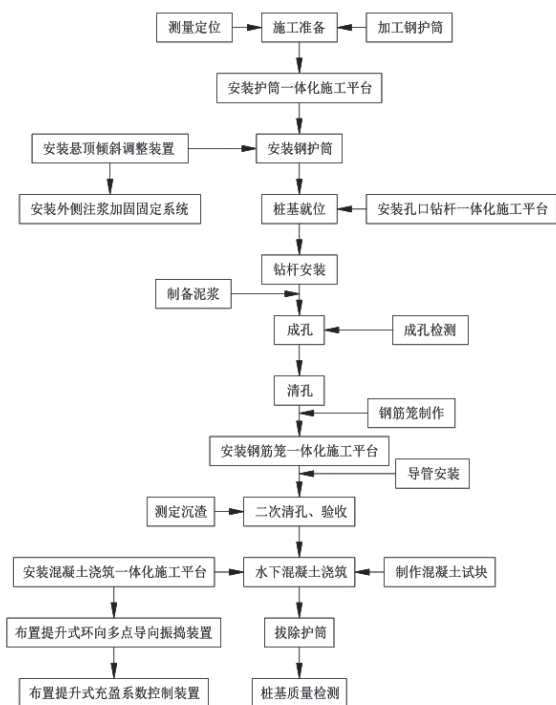 测量定位
施工准备
加工钢护筒
安装护筒一体化施工平台
安装悬顶倾斜调整装置
安装钢护筒
安装外侧注浆加固固定系统
桩基就位
安装孔口钻杆一体化施工平台
钻杆安装
制备泥浆
成孔
成孔检测
清孔
钢筋笼制作
安装钢筋笼一体化施工平台
导管安装
测定沉渣
二次清孔、验收
安装混凝土浇筑一体化施工平台
水下混凝土浇筑
制作混凝土试块
布置提升式环向多点导向振捣装置
拔除护筒
布置提升式充盈系数控制装置
桩基质量检测